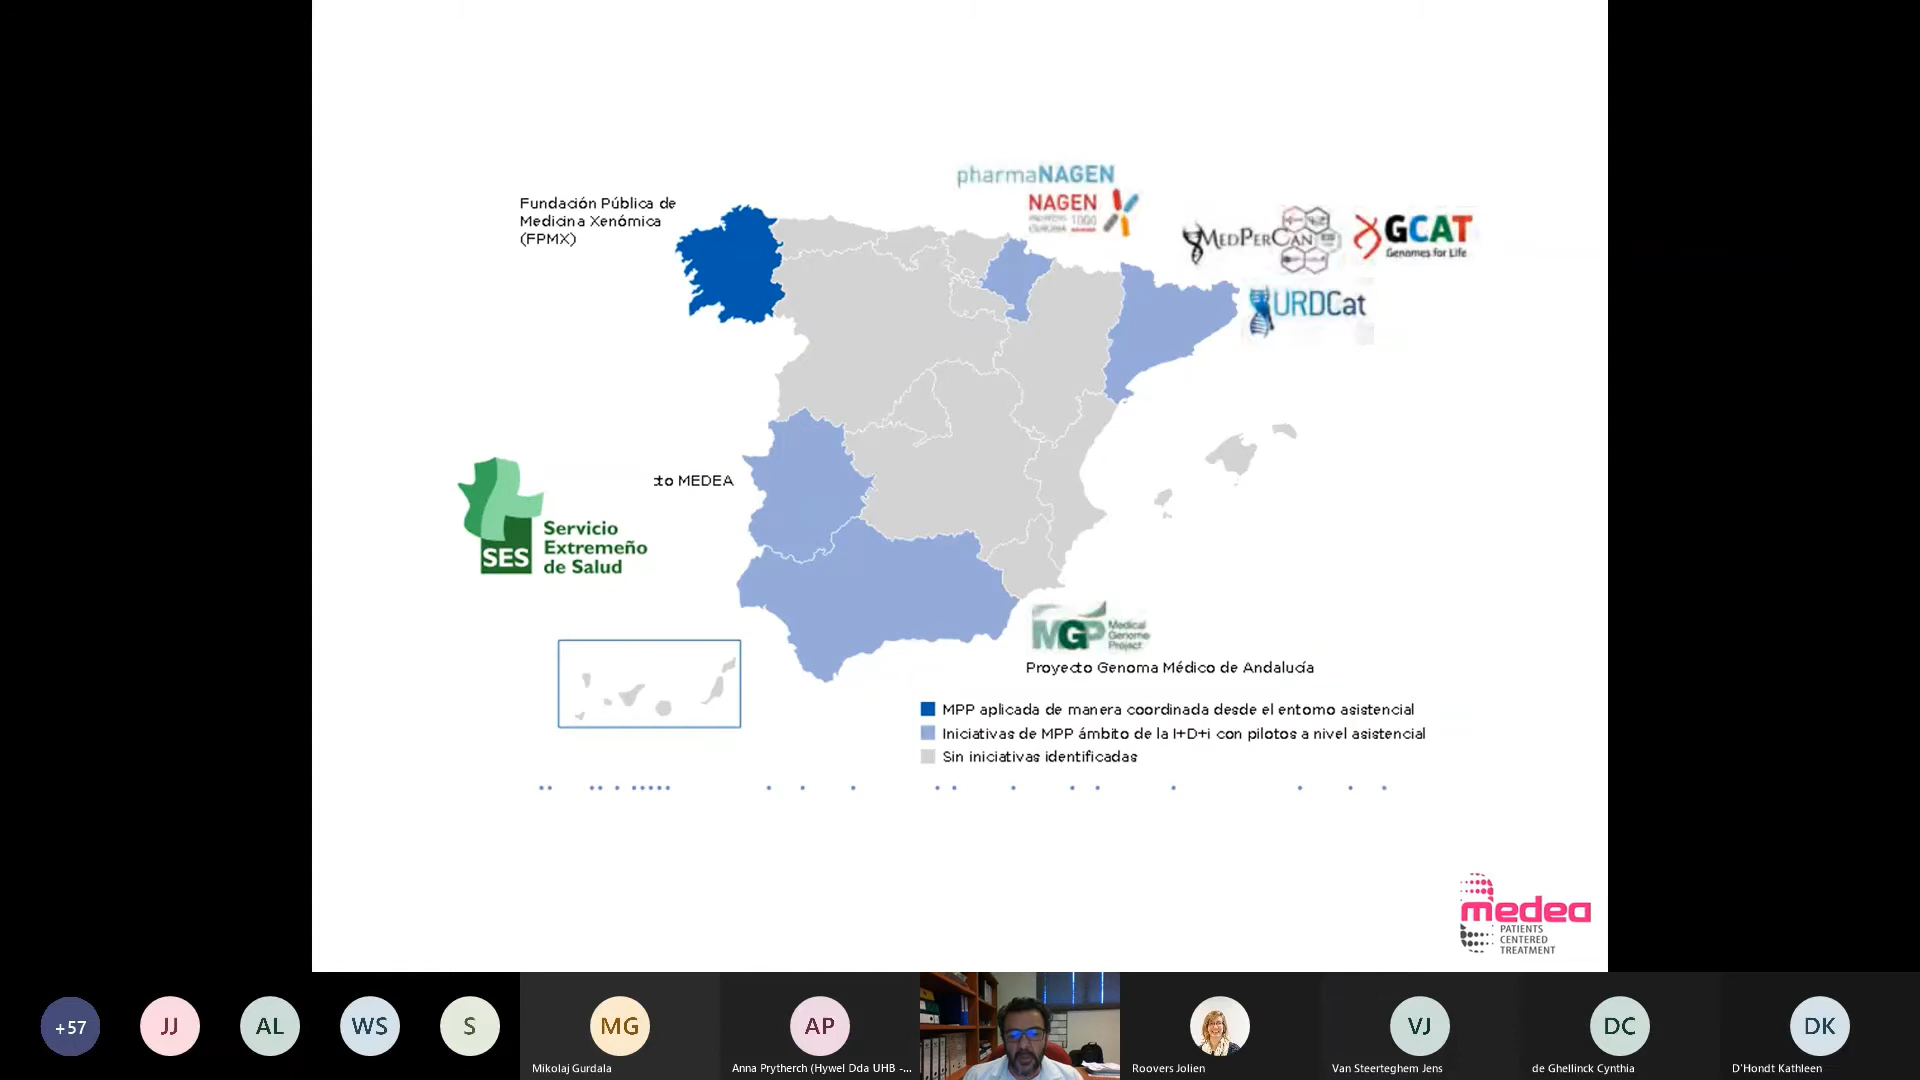 pharmaNAGEN
NAGEN
1000
Fundación Pública de
Medicina Xenómica
(FPMX)
MEDPERCAN
GCAT
Genomes for Life
URDCat
to MEDEA
SES
Servicio
Extremeño
de Salud
MGP
Medical
Genome
Project
Proyecto Genoma Médico de Andalucía
MPP aplicada de manera coordinada desde el entorno asistencial
Iniciativas de MPP ámbito de la I+D+i con pilotos a nivel asistencial
Sin iniciativas identificadas
medea
PATIENTS
CENTERED
TREATMENT
+57
JJ
AL
WS
S
MG
AP
VJ
DC
DK
Mikolaj Gurdala
Anna Prytherch (Hywel Dda UHB -...
Roovers Jolien
Van Steerteghem Jens
de Ghellinck Cynthia
D'Hondt Kathleen